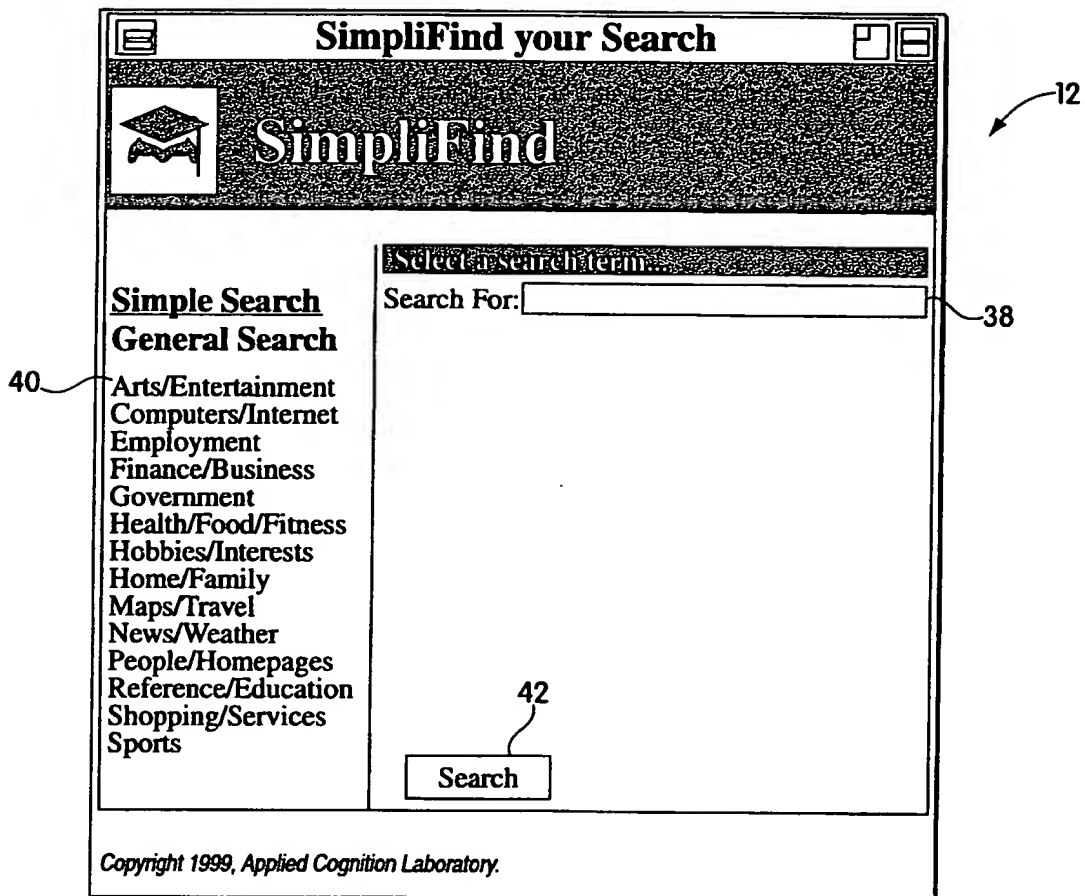 SimpliFind your Search
12
SimpliFind
Select a search term...
Simple Search
Search For:
38
General Search
40
Arts/Entertainment
Computers/Internet
Employment
Finance/Business
Government
Health/Food/Fitness
Hobbies/Interests
Home/Family
Maps/Travel
News/Weather
People/Homepages
Reference/Education
Shopping/Services
Sports
42
Search
Copyright 1999, Applied Cognition Laboratory.